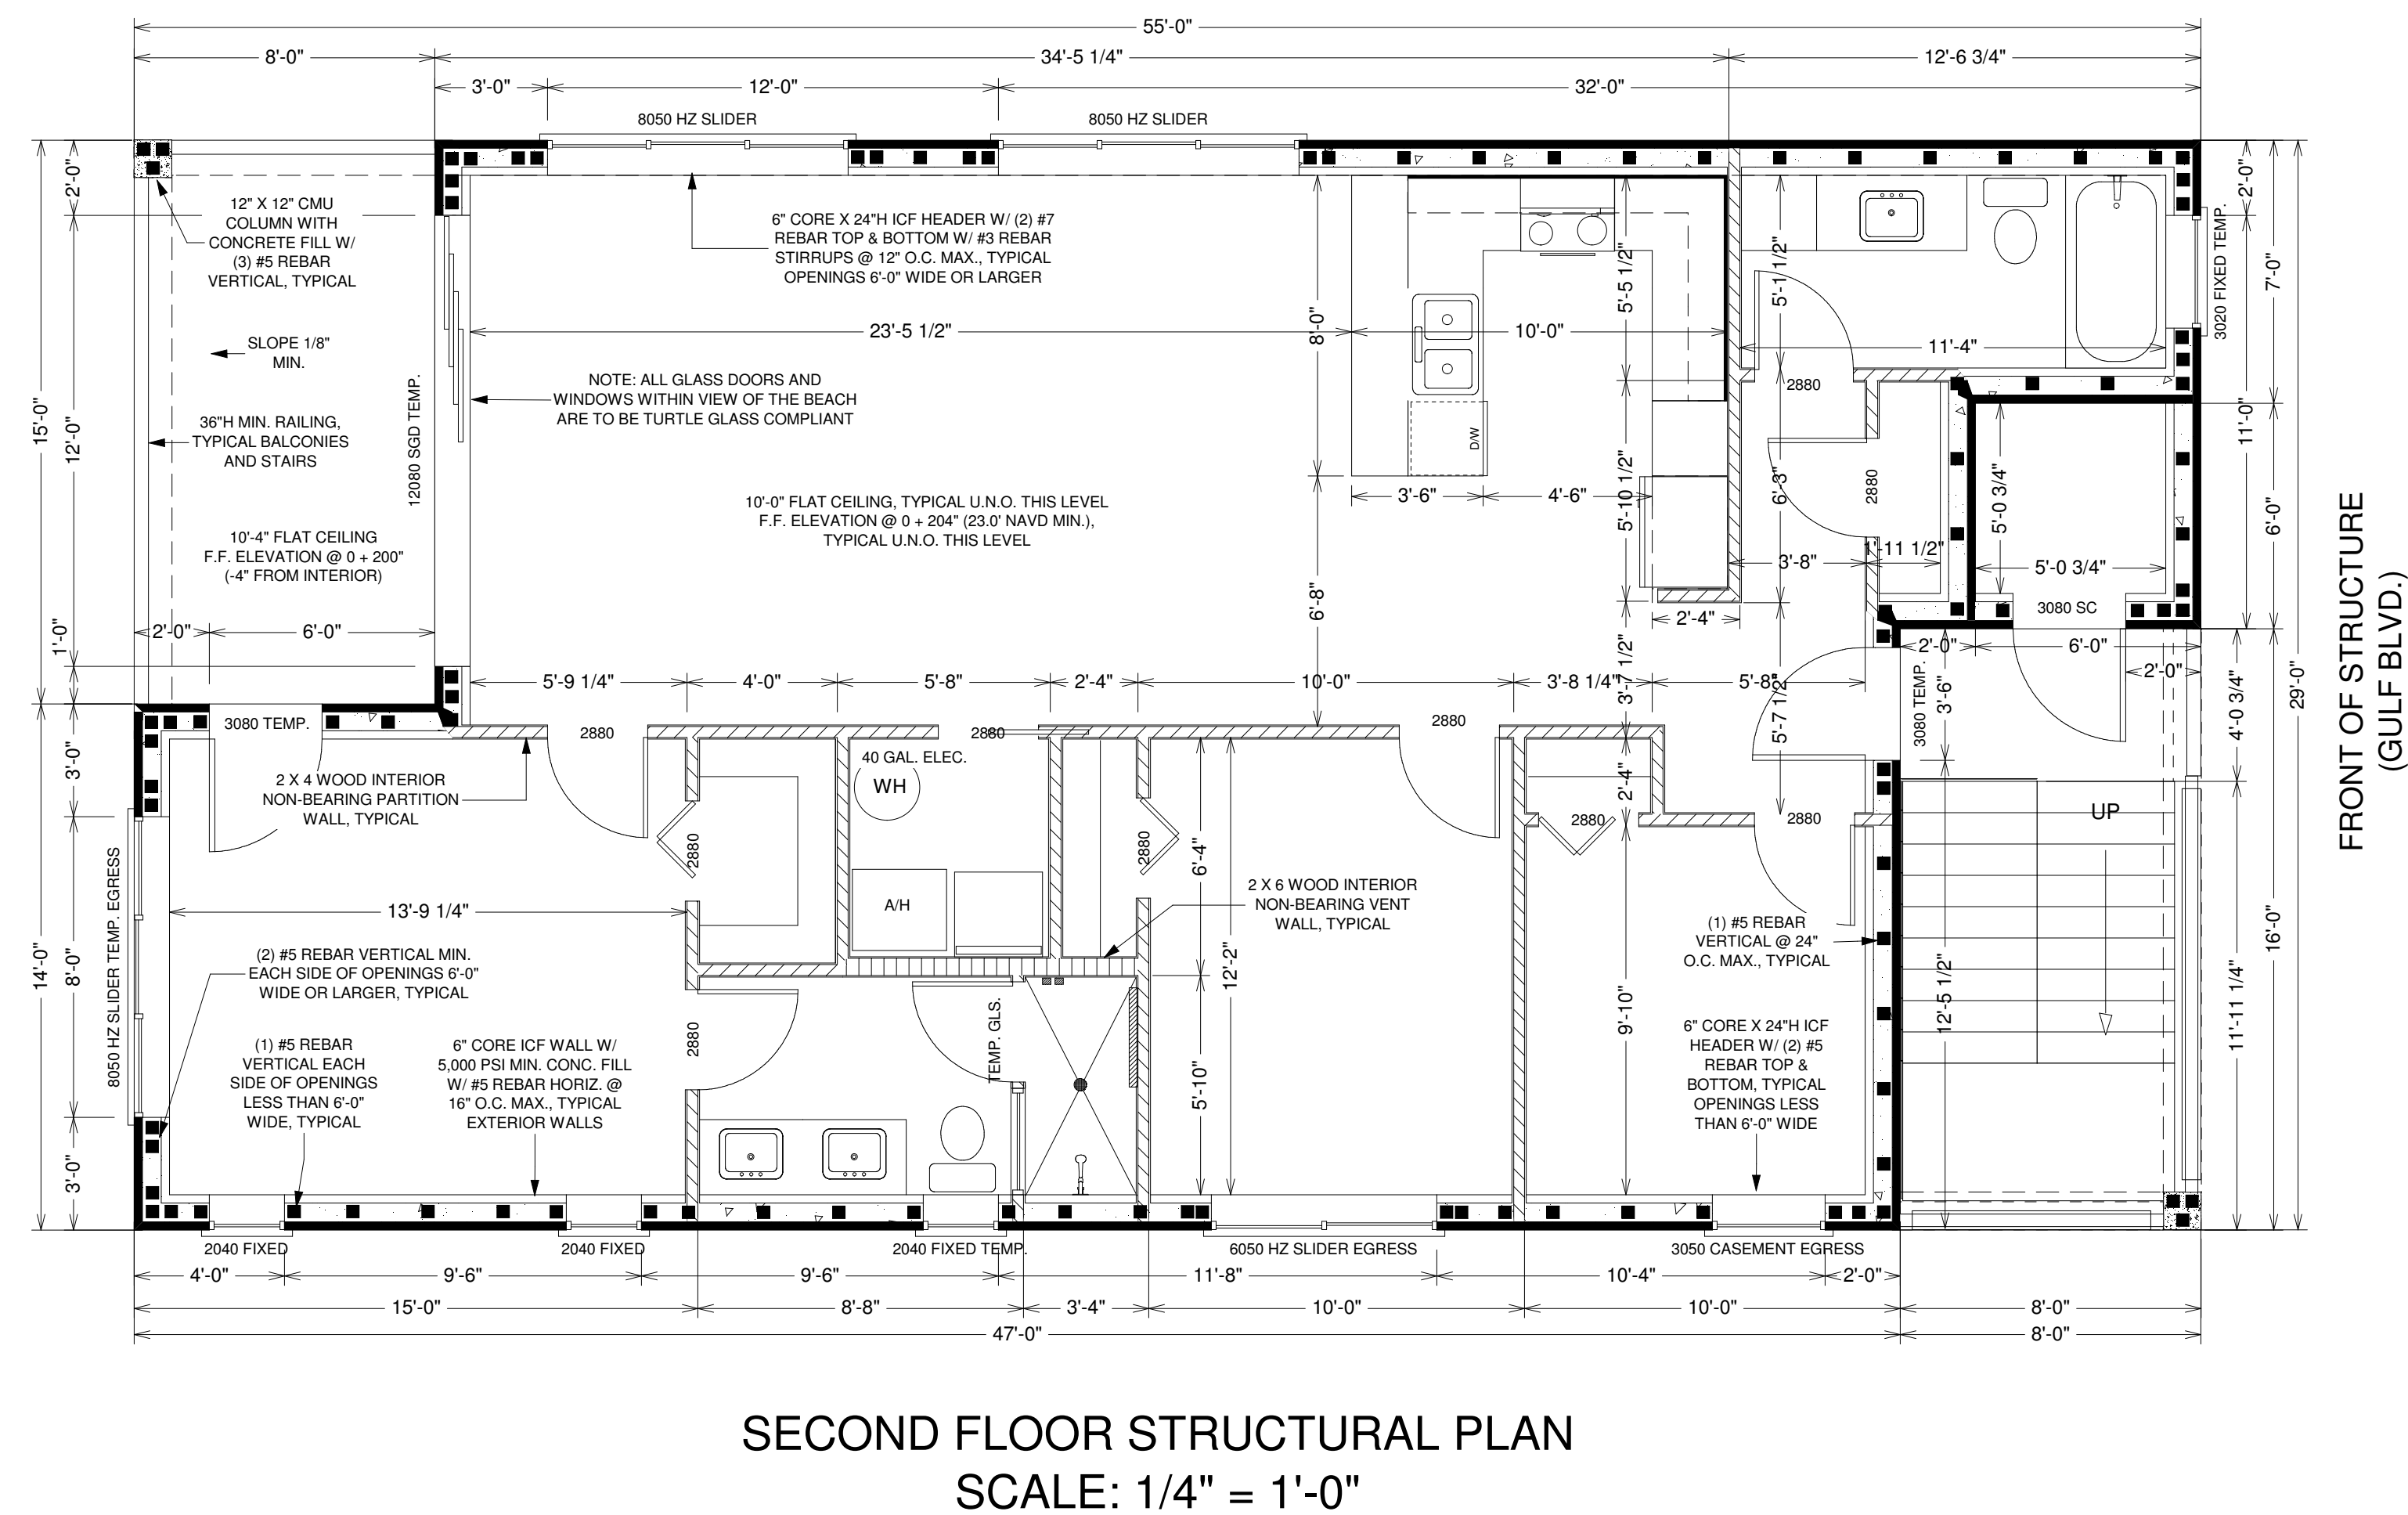 55'-0"
8'-0"
34'-5 1/4"
12'-6 3/4"
3'-0"
12'-0"
32'-0"
8050 HZ SLIDER
8050 HZ SLIDER
2'-0"
12'-0"
15'-0"
1'-0"
12" X 12" CMU
COLUMN WITH
CONCRETE FILL W/
(3) #5 REBAR
VERTICAL, TYPICAL
SLOPE 1/8"
MIN.
36"H MIN. RAILING,
TYPICAL BALCONIES
AND STAIRS
10'-4" FLAT CEILING
F.F. ELEVATION @ 0 + 200"
(-4" FROM INTERIOR)
2'-0"
6'-0"
12080 SGD TEMP.
6" CORE X 24"H ICF HEADER W/ (2) #7
REBAR TOP & BOTTOM W/ #3 REBAR
STIRRUPS @ 12" O.C. MAX., TYPICAL
OPENINGS 6'-0" WIDE OR LARGER
23'-5 1/2"
10'-0"
8'-0"
NOTE: ALL GLASS DOORS AND
WINDOWS WITHIN VIEW OF THE BEACH
ARE TO BE TURTLE GLASS COMPLIANT
10'-0" FLAT CEILING, TYPICAL U.N.O. THIS LEVEL
F.F. ELEVATION @ 0 + 204" (23.0' NAVD MIN.),
TYPICAL U.N.O. THIS LEVEL
D/W
3'-6"
4'-6"
5'-5 1/2"
5'-10 1/2"
6'-8"
2'-4"
3'-7 1/2"
5'-1 1/2"
11'-4"
2880
6'-3"
2880
3'-8"
1'-11 1/2"
5'-0 3/4"
5'-0 3/4"
3080 SC
3020 FIXED TEMP.
2'-0"
7'-0"
11'-0"
6'-0"
29'-0"
FRONT OF STRUCTURE
(GULF BLVD.)
2'-0"
6'-0"
2'-0"
3080 TEMP.
3'-6"
4'-0 3/4"
16'-0"
5'-9 1/4"
4'-0"
5'-8"
2'-4"
10'-0"
3'-8 1/4"
5'-8"
5'-7 1/2"
3080 TEMP.
2880
2880
2880
40 GAL. ELEC.
WH
A/H
2 X 4 WOOD INTERIOR
NON-BEARING PARTITION
WALL, TYPICAL
2880
2880
2880
2880
2'-4"
UP
3'-0"
8'-0"
14'-0"
3'-0"
8050 HZ SLIDER TEMP. EGRESS
13'-9 1/4"
6'-4"
12'-2"
5'-10"
9'-10"
2 X 6 WOOD INTERIOR
NON-BEARING VENT
WALL, TYPICAL
(1) #5 REBAR
VERTICAL @ 24"
O.C. MAX., TYPICAL
12'-5 1/2"
11'-11 1/4"
(2) #5 REBAR VERTICAL MIN.
EACH SIDE OF OPENINGS 6'-0"
WIDE OR LARGER, TYPICAL
(1) #5 REBAR
VERTICAL EACH
SIDE OF OPENINGS
LESS THAN 6'-0"
WIDE, TYPICAL
6" CORE ICF WALL W/
5,000 PSI MIN. CONC. FILL
W/ #5 REBAR HORIZ. @
16" O.C. MAX., TYPICAL
EXTERIOR WALLS
2880
TEMP. GLS.
6" CORE X 24"H ICF
HEADER W/ (2) #5
REBAR TOP &
BOTTOM, TYPICAL
OPENINGS LESS
THAN 6'-0" WIDE
2040 FIXED
2040 FIXED
2040 FIXED TEMP.
6050 HZ SLIDER EGRESS
3050 CASEMENT EGRESS
4'-0"
9'-6"
9'-6"
11'-8"
10'-4"
2'-0"
15'-0"
8'-8"
3'-4"
10'-0"
10'-0"
8'-0"
47'-0"
8'-0"
SECOND FLOOR STRUCTURAL PLAN
SCALE: 1/4" = 1'-0"